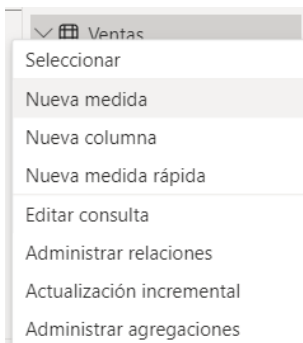 Ventas
Seleccionar
Nueva medida
Nueva columna
Nueva medida rápida
Editar consulta
Administrar relaciones
Actualización incremental
Administrar agregaciones